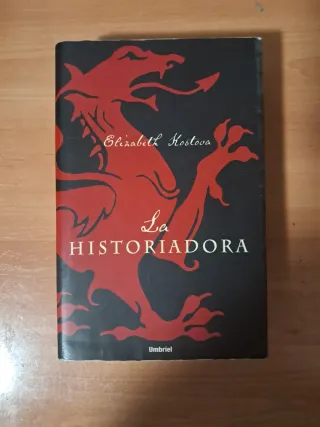 Elizabeth Kostova
La
HISTORIADORA
Umbriel